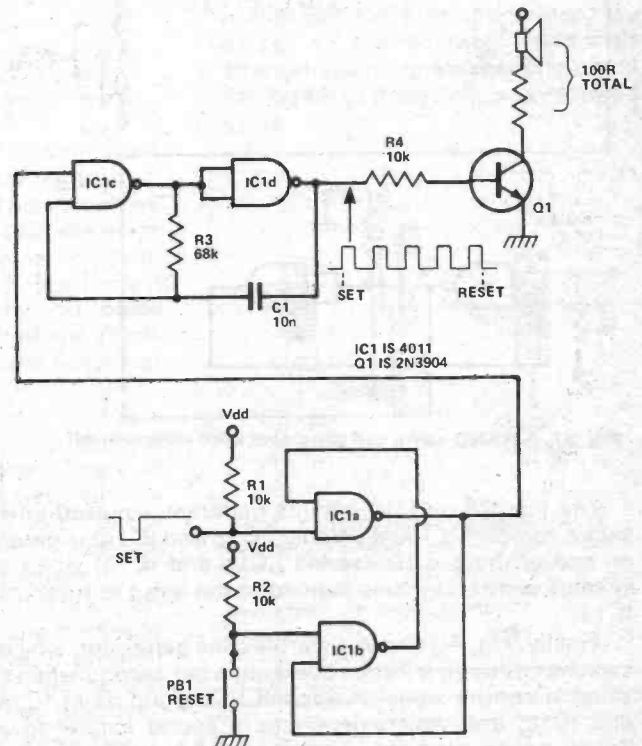 100R
TOTAL
R4
10k
IC1c
IC1d
Q1
R3
68k
C1
10n
SET
RESET
IC1 IS 4011
Q1 IS 2N3904
Vdd
R1
10k
IC1a
SET
Vdd
R2
10k
IC1b
PB1
RESET